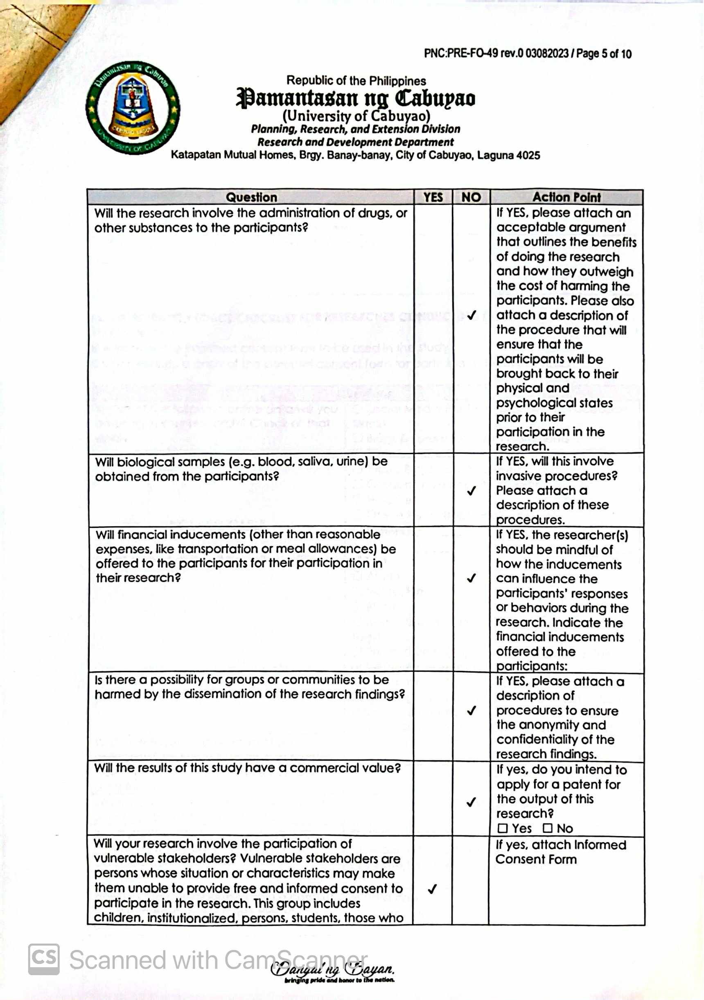 PNC:PRE-FO-49 rev.0 03082023 / Page 5 of 10
Pamantasan ng Cabuyao
UNIVERSITY OF CABUYAO
CABUYAO LAGUNA
Republic of the Philippines
Pamantasan ng Cabuyao
(University of Cabuyao)
Planning, Research, and Extension Division
Research and Development Department
Katapatan Mutual Homes, Brgy. Banay-banay, City of Cabuyao, Laguna 4025
Question YES NO Action Point
Will the research involve the administration of drugs, or
other substances to the participants?
✓
If YES, please attach an
acceptable argument
that outlines the benefits
of doing the research
and how they outweigh
the cost of harming the
participants. Please also
attach a description of
the procedure that will
ensure that the
participants will be
brought back to their
physical and
psychological states
prior to their
participation in the
research.
Will biological samples (e.g. blood, saliva, urine) be
obtained from the participants?
✓
If YES, will this involve
invasive procedures?
Please attach a
description of these
procedures.
Will financial inducements (other than reasonable
expenses, like transportation or meal allowances) be
offered to the participants for their participation in
their research?
✓
If YES, the researcher(s)
should be mindful of
how the inducements
can influence the
participants' responses
or behaviors during the
research. Indicate the
financial inducements
offered to the
participants:
Is there a possibility for groups or communities to be
harmed by the dissemination of the research findings?
✓
If YES, please attach a
description of
procedures to ensure
the anonymity and
confidentiality of the
research findings.
Will the results of this study have a commercial value?
✓
If yes, do you intend to
apply for a patent for
the output of this
research?
☐ Yes ☐ No
Will your research involve the participation of
vulnerable stakeholders? Vulnerable stakeholders are
persons whose situation or characteristics may make
them unable to provide free and informed consent to
participate in the research. This group includes
children, institutionalized, persons, students, those who
✓
If yes, attach Informed
Consent Form
CS Scanned with CamScanner
Dangal ng Bayan.
bringing pride and honor to the nation.